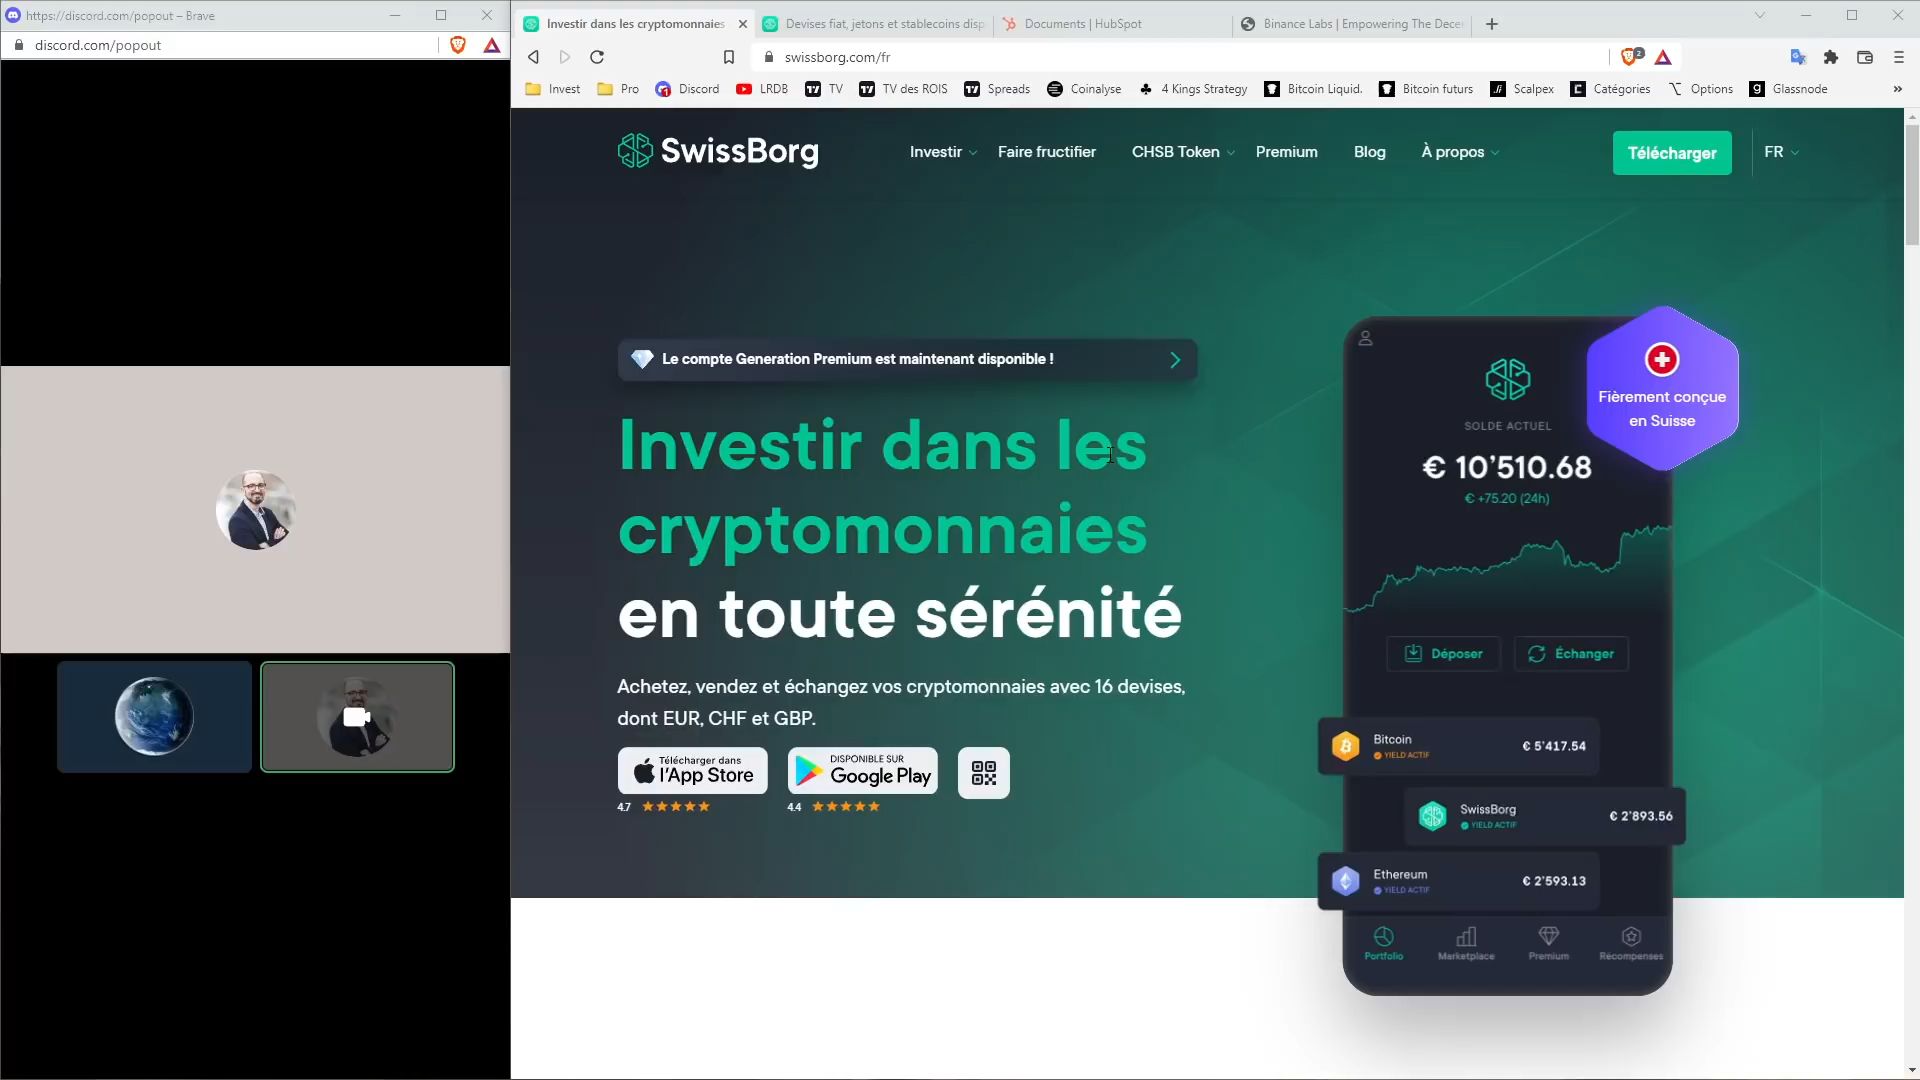 https://discord.com/popout – Brave
discord.com/popout
Investir dans les cryptomonnaies
Devises fiat, jetons et stablecoins disp
Documents | HubSpot
Binance Labs | Empowering The Dece
swissborg.com/fr
2
Invest
Pro
Discord
LRDB
TV
TV des ROIS
Spreads
Coinalyse
4 Kings Strategy
Bitcoin Liquid.
Bitcoin futurs
Scalpex
Catégories
Options
Glassnode
SwissBorg
Investir
Faire fructifier
CHSB Token
Premium
Blog
À propos
Télécharger
FR
Le compte Generation Premium est maintenant disponible !
Investir dans les
cryptomonnaies
en toute sérénité
Achetez, vendez et échangez vos cryptomonnaies avec 16 devises,
dont EUR, CHF et GBP.
Télécharger dans
l'App Store
DISPONIBLE SUR
Google Play
4.7
4.4
Fièrement conçue
en Suisse
SOLDE ACTUEL
€ 10'510.68
€ +75.20 (24h)
Déposer
Échanger
Bitcoin
YIELD ACTIF
€ 5'417.54
SwissBorg
YIELD ACTIF
€ 2'893.56
Ethereum
YIELD ACTIF
€ 2'593.13
Portfolio
Marketplace
Premium
Récompenses